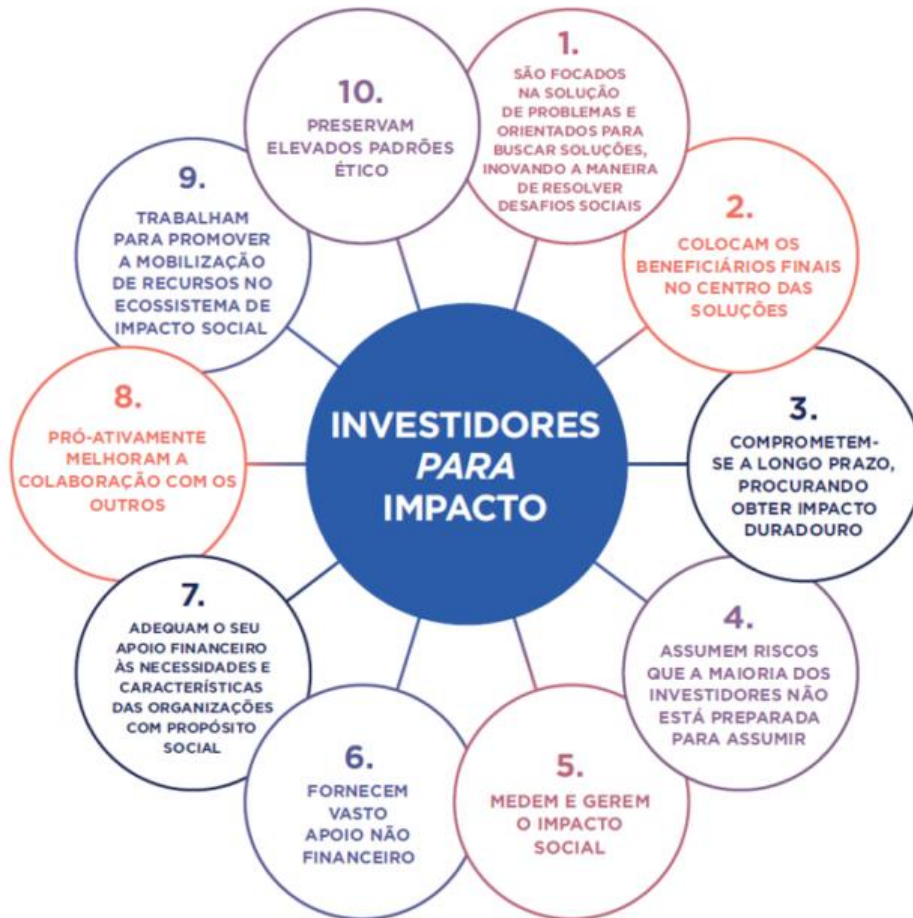 INVESTIDORES
PARA
IMPACTO
1.
SÃO FOCADOS
NA SOLUÇÃO
DE PROBLEMAS E
ORIENTADOS PARA
BUSCAR SOLUÇÕES,
INOVANDO A MANEIRA
DE RESOLVER
DESAFIOS SOCIAIS
2.
COLOCAM OS
BENEFICIÁRIOS FINAIS
NO CENTRO DAS
SOLUÇÕES
3.
COMPROMETEM-
SE A LONGO PRAZO,
PROCURANDO
OBTER IMPACTO
DURADOURO
4.
ASSUMEM RISCOS
QUE A MAIORIA DOS
INVESTIDORES NÃO
ESTÁ PREPARADA
PARA ASSUMIR
5.
MEDEM E GEREM
O IMPACTO
SOCIAL
6.
FORNECEM
VASTO
APOIO NÃO
FINANCEIRO
7.
ADEQUAM O SEU
APOIO FINANCEIRO
ÀS NECESSIDADES E
CARACTERÍSTICAS
DAS ORGANIZAÇÕES
COM PROPÓSITO
SOCIAL
8.
PRÓ-ATIVAMENTE
MELHORAM A
COLABORAÇÃO COM OS
OUTROS
9.
TRABALHAM
PARA PROMOVER
A MOBILIZAÇÃO
DE RECURSOS NO
ECOSSISTEMA DE
IMPACTO SOCIAL
10.
PRESERVAM
ELEVADOS PADRÕES
ÉTICO